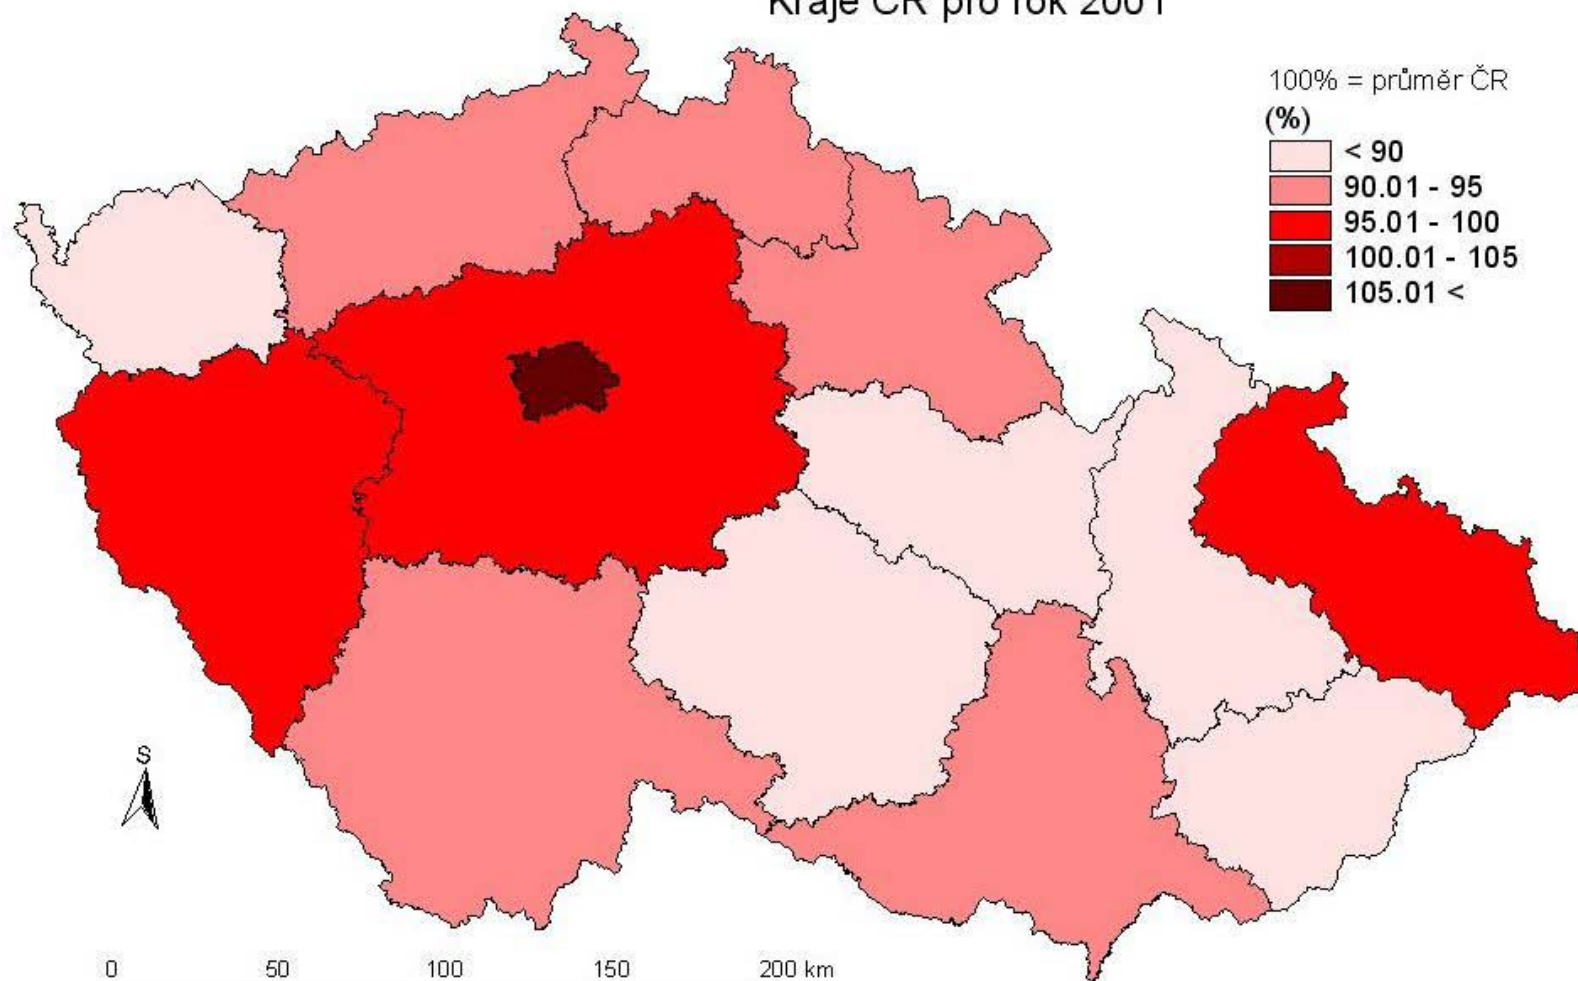 Kraje ČR pro rok 2001
100% = průměr ČR
(%)
< 90
90.01 - 95
95.01 - 100
100.01 - 105
105.01 <
S
0 50 100 150 200 km